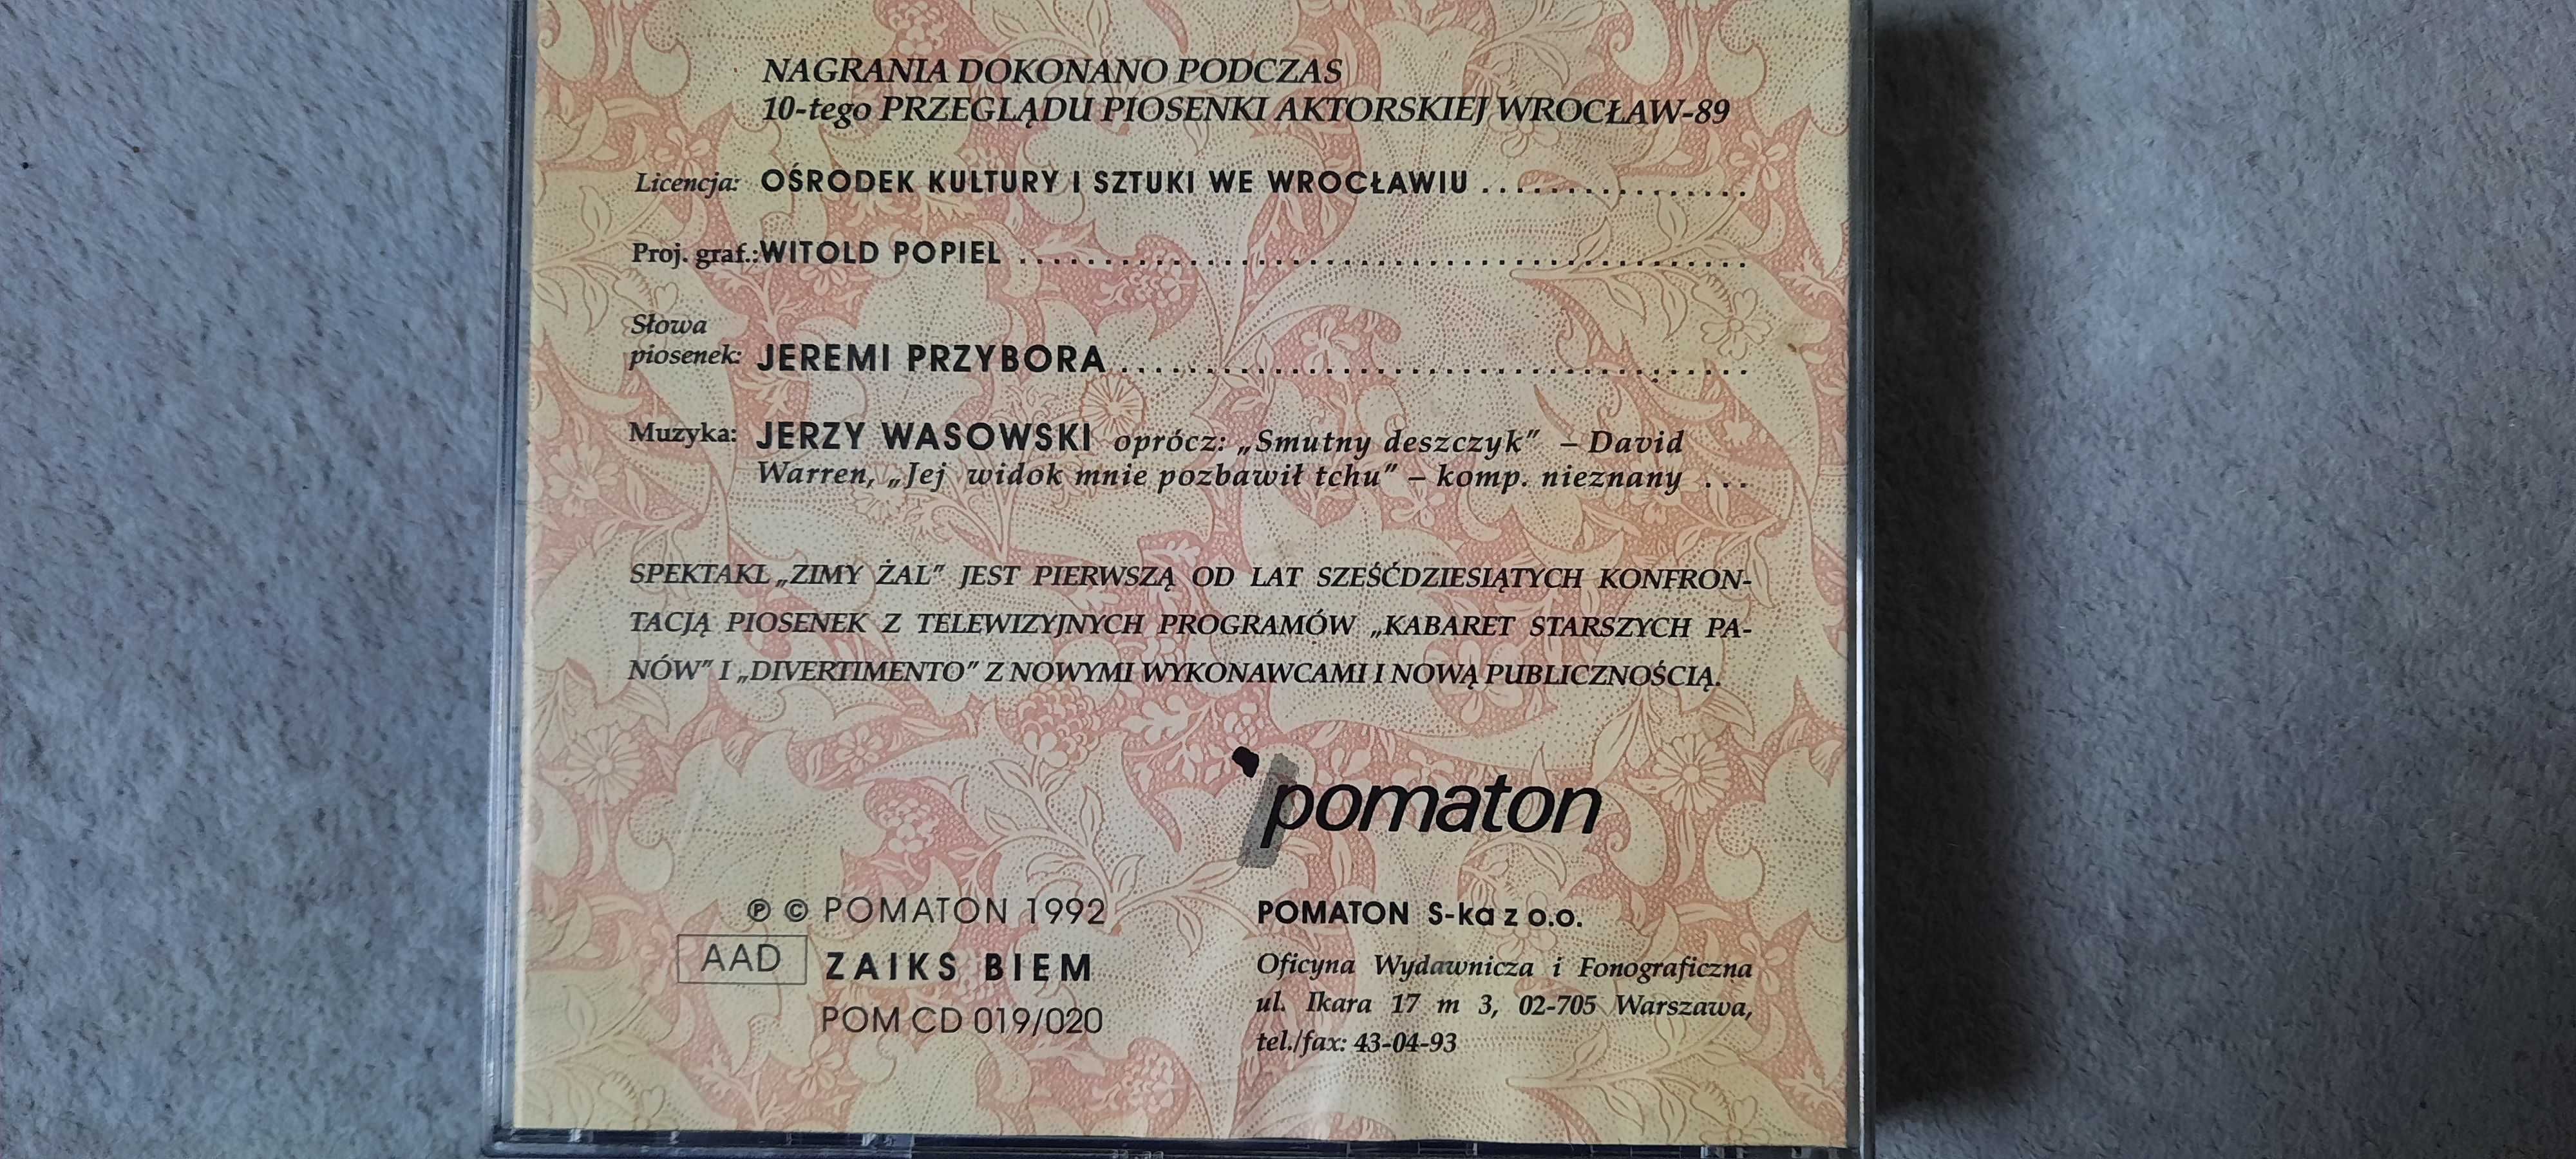 NAGRANIA DOKONANO PODCZAS
10-tego PRZEGLĄDU PIOSENKI AKTORSKIEJ WROCŁAW-89
Licencja: OŚRODEK KULTURY I SZTUKI WE WROCŁAWIU ................
Proj. graf.: WITOLD POPIEL ...........................................
Słowa
piosenek: JEREMI PRZYBORA .....................................
Muzyka: JERZY WASOWSKI oprócz: „Smutny deszczyk” – David
Warren, „Jej widok mnie pozbawił tchu” – komp. nieznany ...
SPEKTAKL „ZIMY ŻAL” JEST PIERWSZĄ OD LAT SZEŚĆDZIESIĄTYCH KONFRON-
TACJĄ PIOSENEK Z TELEWIZYJNYCH PROGRAMÓW „KABARET STARSZYCH PA-
NÓW” I „DIVERTIMENTO” Z NOWYMI WYKONAWCAMI I NOWĄ PUBLICZNOŚCIĄ.
pomaton
℗ © POMATON 1992
AAD ZAIKS BIEM
POM CD 019/020
POMATON S-ka z o.o.
Oficyna Wydawnicza i Fonograficzna
ul. Ikara 17 m 3, 02-705 Warszawa,
tel./fax: 43-04-93